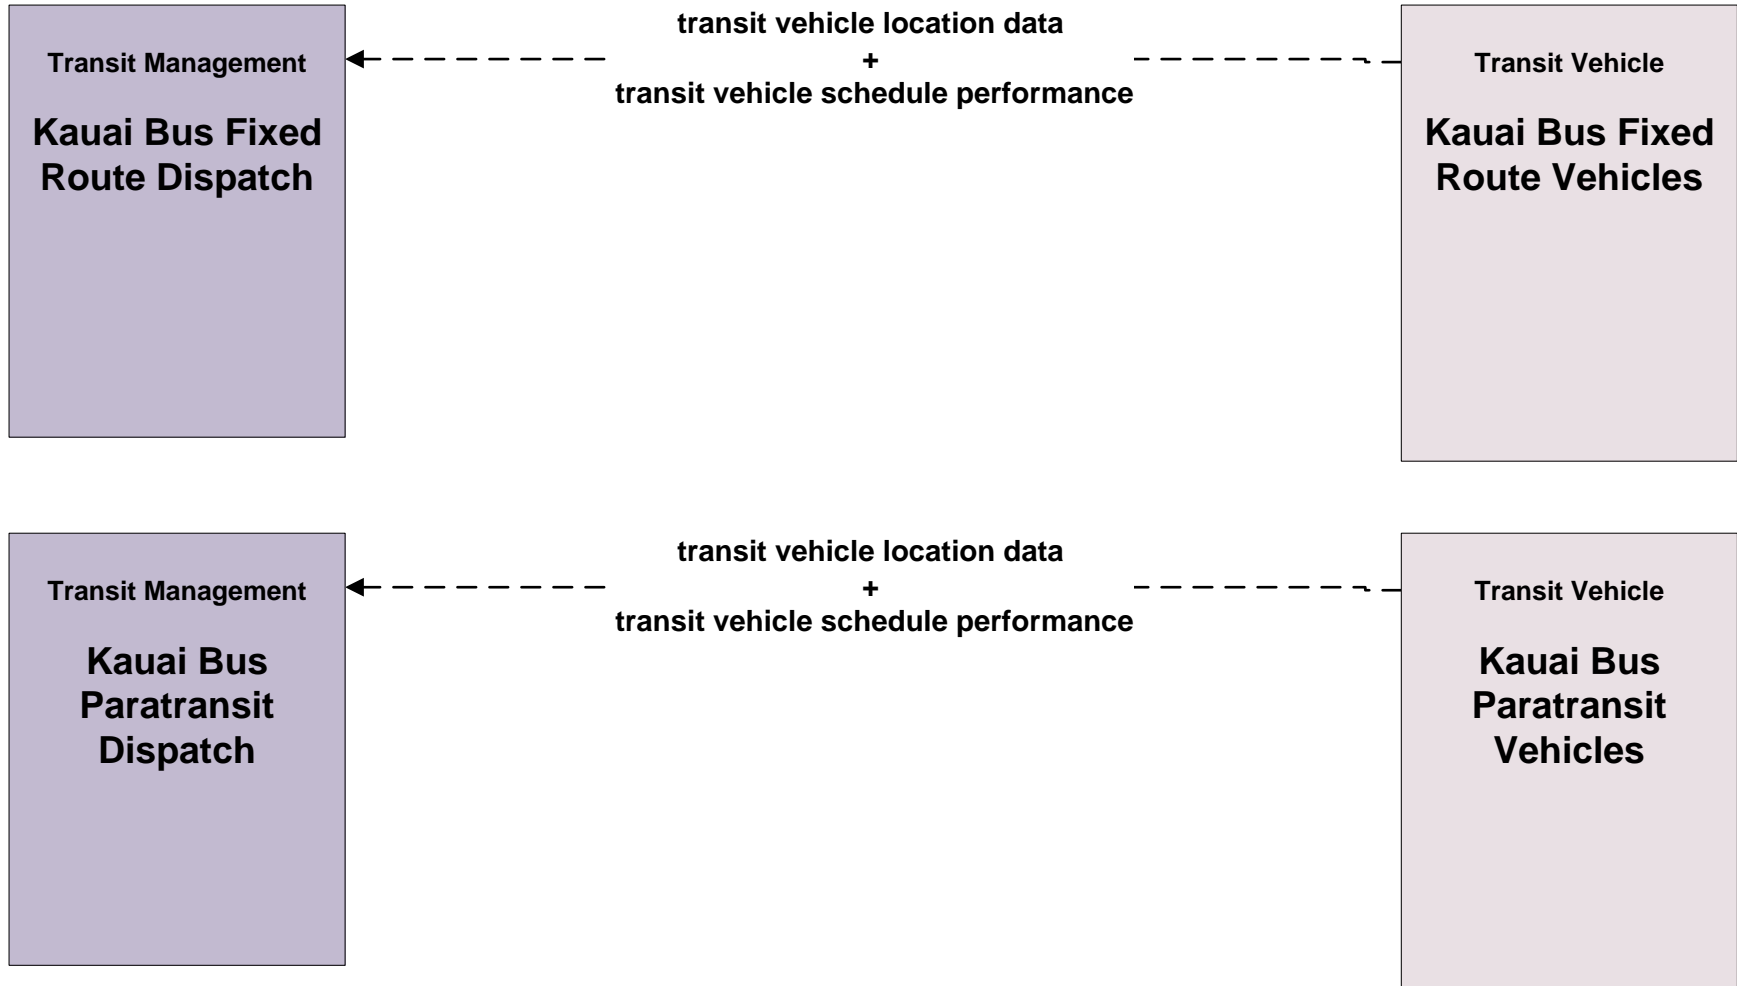 transit vehicle location data
+
transit vehicle schedule performance
Transit Management
Kauai Bus Fixed
Route Dispatch
Transit Vehicle
Kauai Bus Fixed
Route Vehicles
transit vehicle location data
+
transit vehicle schedule performance
Transit Management
Kauai Bus
Paratransit
Dispatch
Transit Vehicle
Kauai Bus
Paratransit
Vehicles